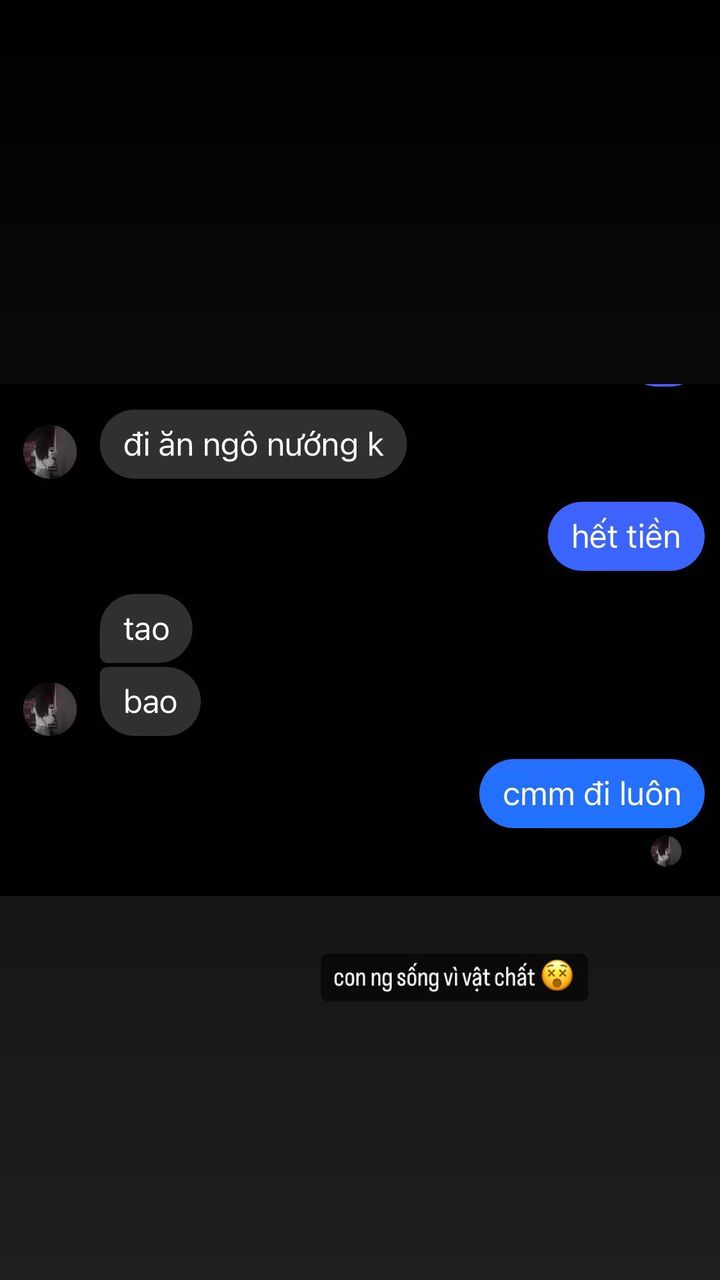 đi ăn ngô nướng k
hết tiền
tao
bao
cmm đi luôn
con ng sống vì vật chất 😵